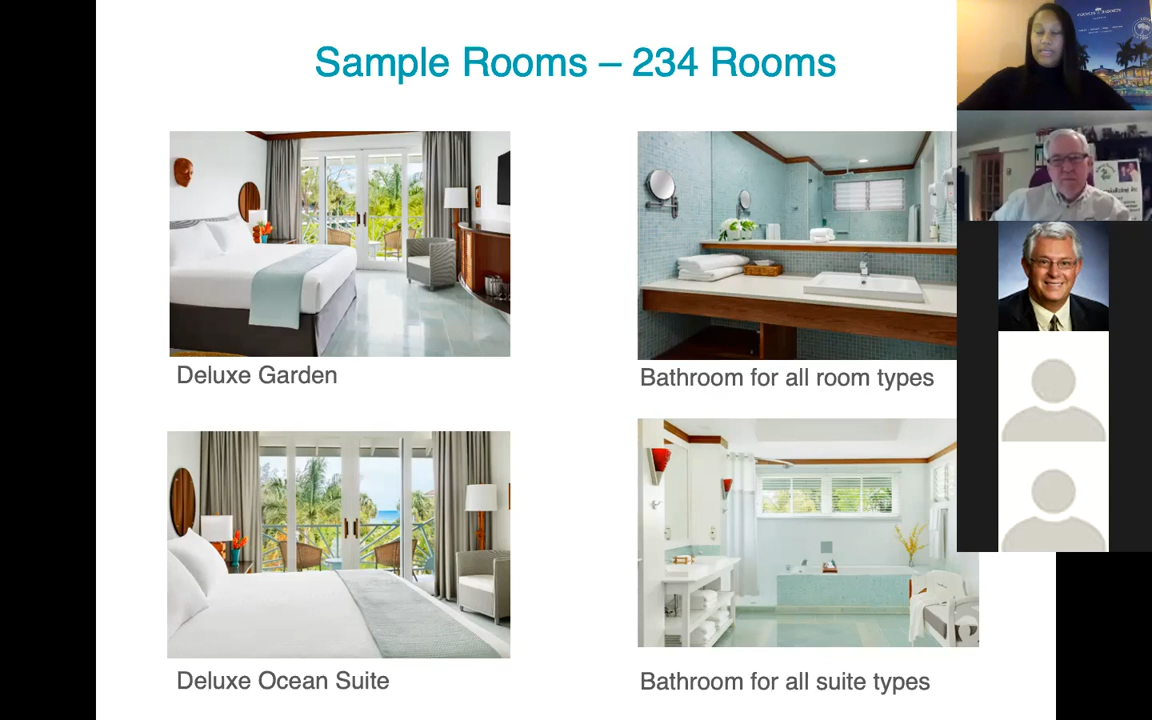 Sample Rooms – 234 Rooms
Deluxe Garden
Bathroom for all room types
Deluxe Ocean Suite
Bathroom for all suite types